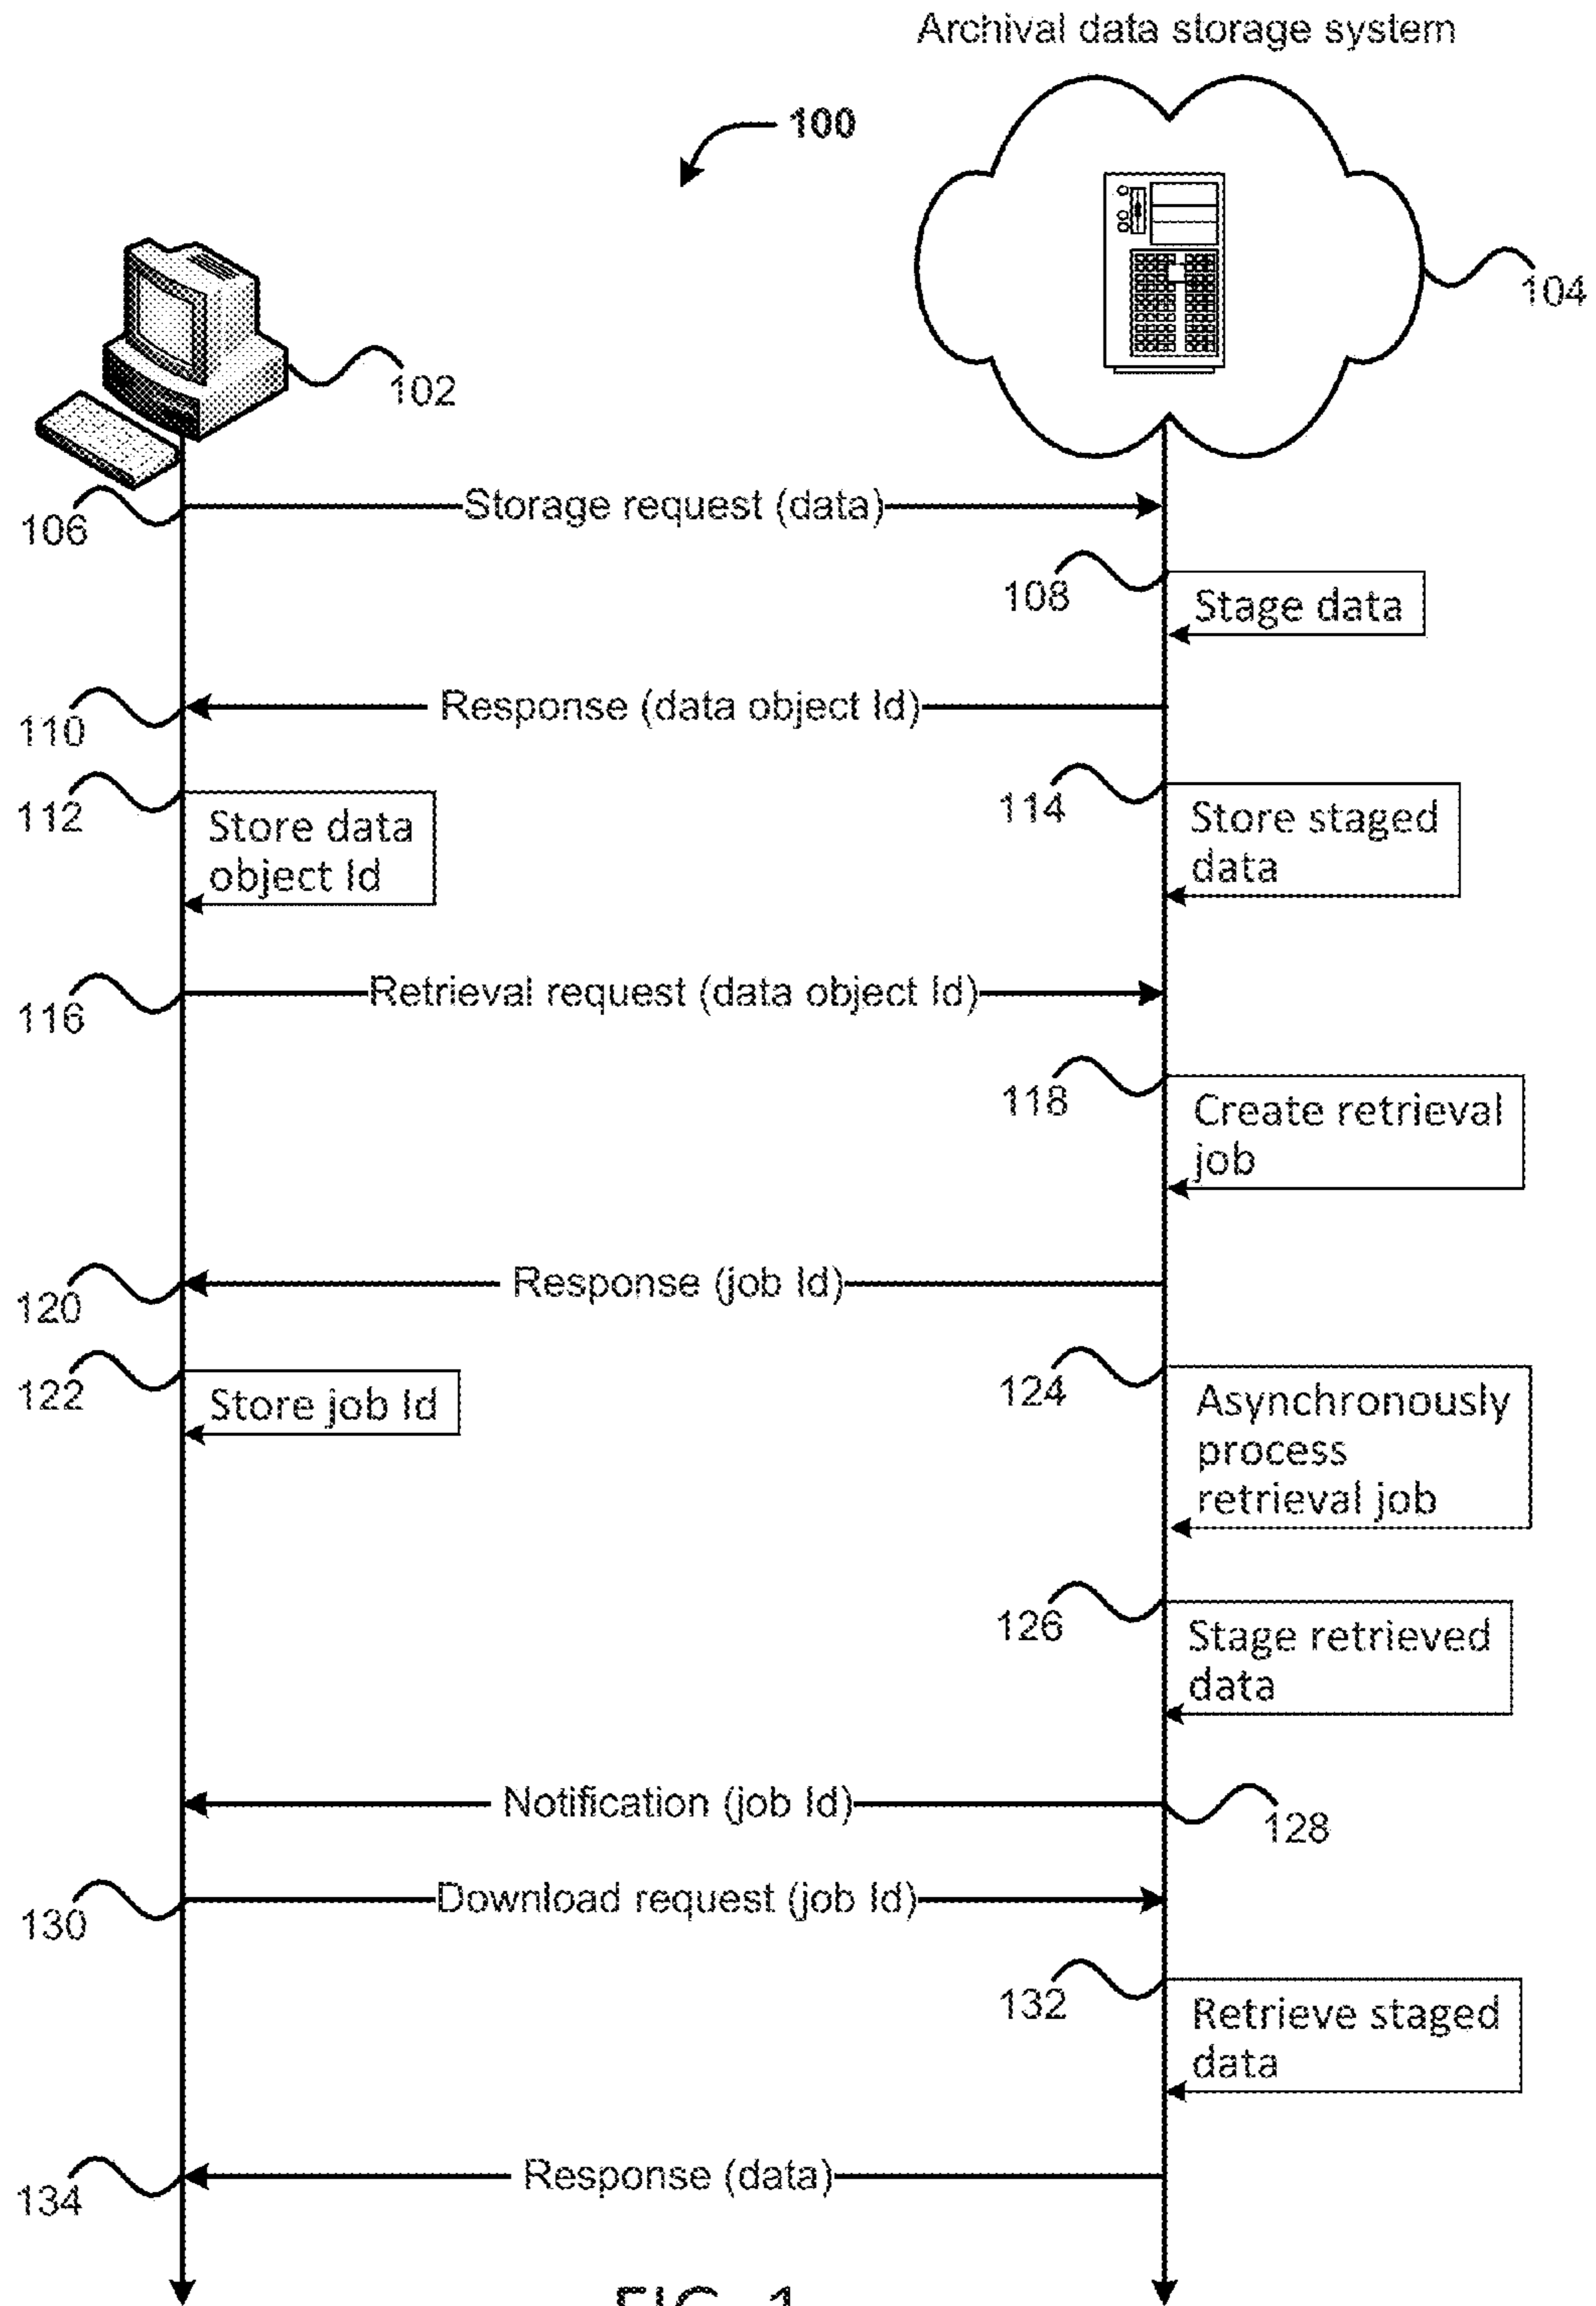 Archival data storage system
100
104
102
Storage request (data)
106
108
Stage data
Response (data object Id)
110
112
Store data
object Id
114
Store staged
data
Retrieval request (data object Id)
116
118
Create retrieval
job
Response (job Id)
120
122
Store job Id
124
Asynchronously
process
retrieval job
126
Stage retrieved
data
Notification (job Id)
128
Download request (job Id)
130
132
Retrieve staged
data
Response (data)
134
FIG. 1